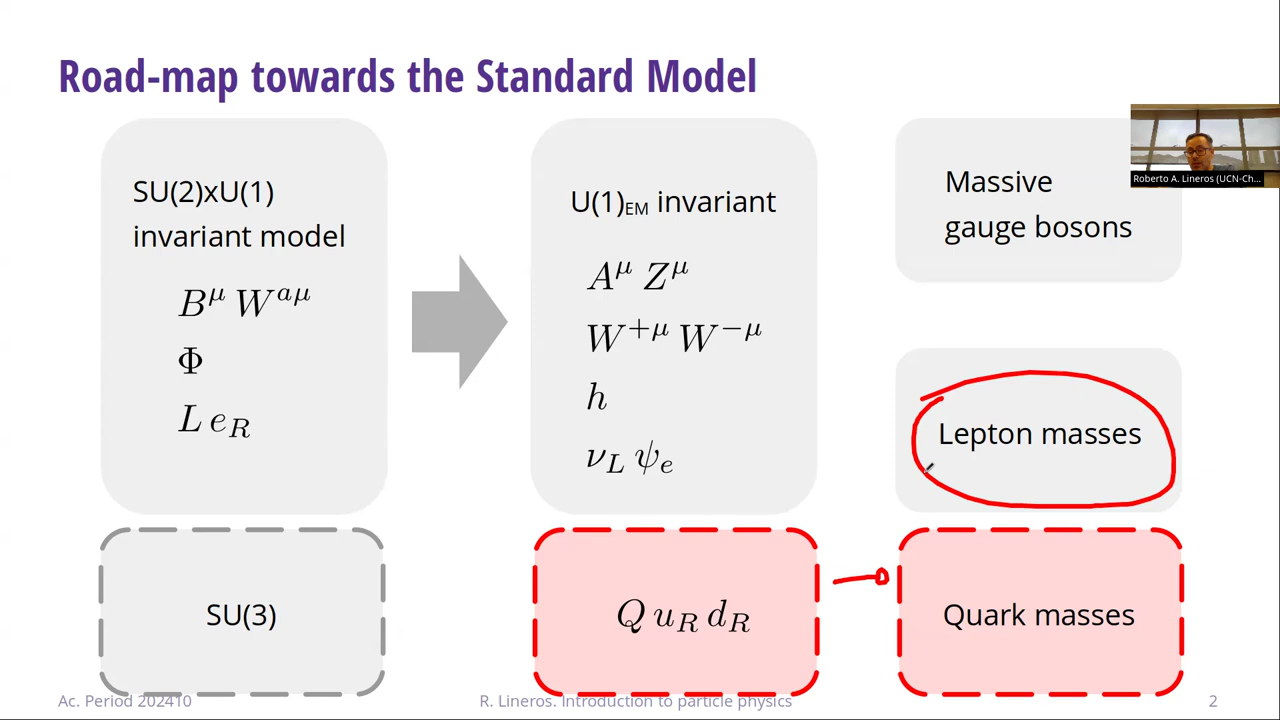 Road-map towards the Standard Model
SU(2)xU(1)
invariant model
B^μ W^{aμ}
Φ
L e_R
U(1)_{EM} invariant
A^μ Z^μ
W^{+μ} W^{−μ}
h
ν_L ψ_e
Massive
gauge bosons
Roberto A. Lineros (UCN-Ch...
Lepton masses
SU(3)
Q u_R d_R
Quark masses
Ac. Period 202410
R. Lineros. Introduction to particle physics
2